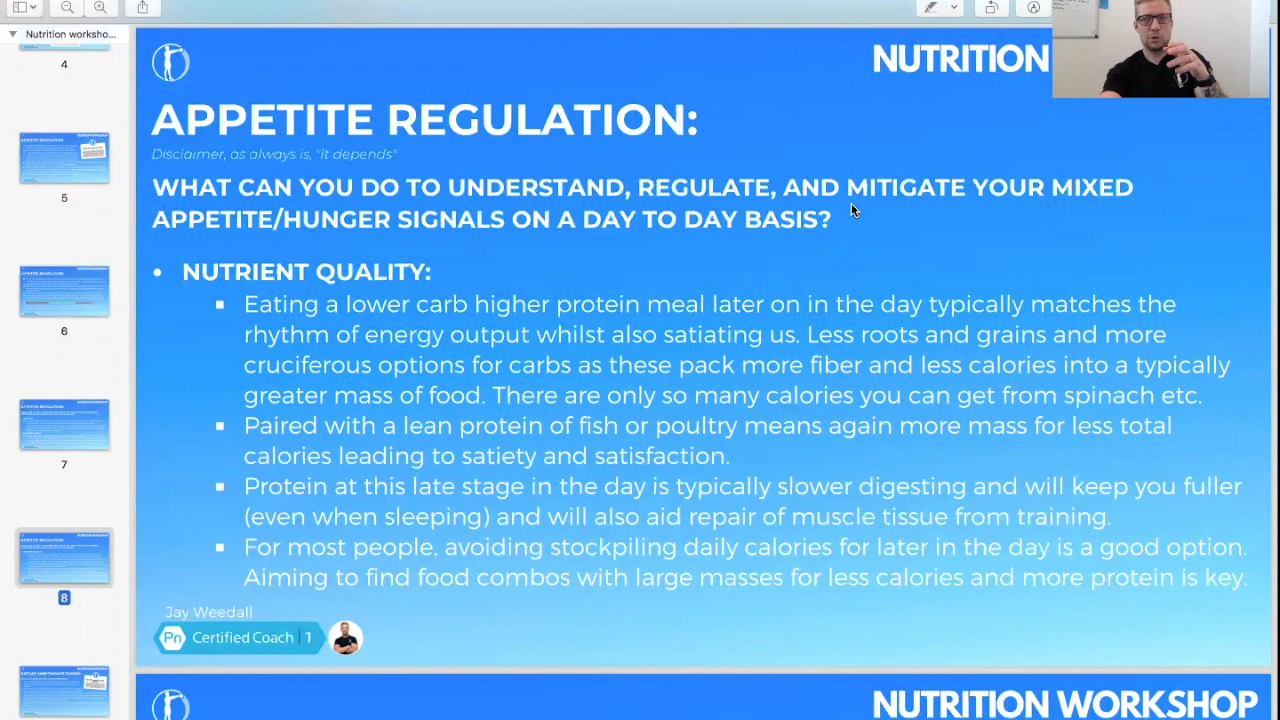 Nutrition worksho...
4
5
6
7
8
NUTRITION
APPETITE REGULATION:
Disclaimer, as always is, "it depends"
WHAT CAN YOU DO TO UNDERSTAND, REGULATE, AND MITIGATE YOUR MIXED
APPETITE/HUNGER SIGNALS ON A DAY TO DAY BASIS?
• NUTRIENT QUALITY:
▪ Eating a lower carb higher protein meal later on in the day typically matches the
rhythm of energy output whilst also satiating us. Less roots and grains and more
cruciferous options for carbs as these pack more fiber and less calories into a typically
greater mass of food. There are only so many calories you can get from spinach etc.
▪ Paired with a lean protein of fish or poultry means again more mass for less total
calories leading to satiety and satisfaction.
▪ Protein at this late stage in the day is typically slower digesting and will keep you fuller
(even when sleeping) and will also aid repair of muscle tissue from training.
▪ For most people, avoiding stockpiling daily calories for later in the day is a good option.
Aiming to find food combos with large masses for less calories and more protein is key.
Jay Weedall
Pn Certified Coach | 1
NUTRITION WORKSHOP